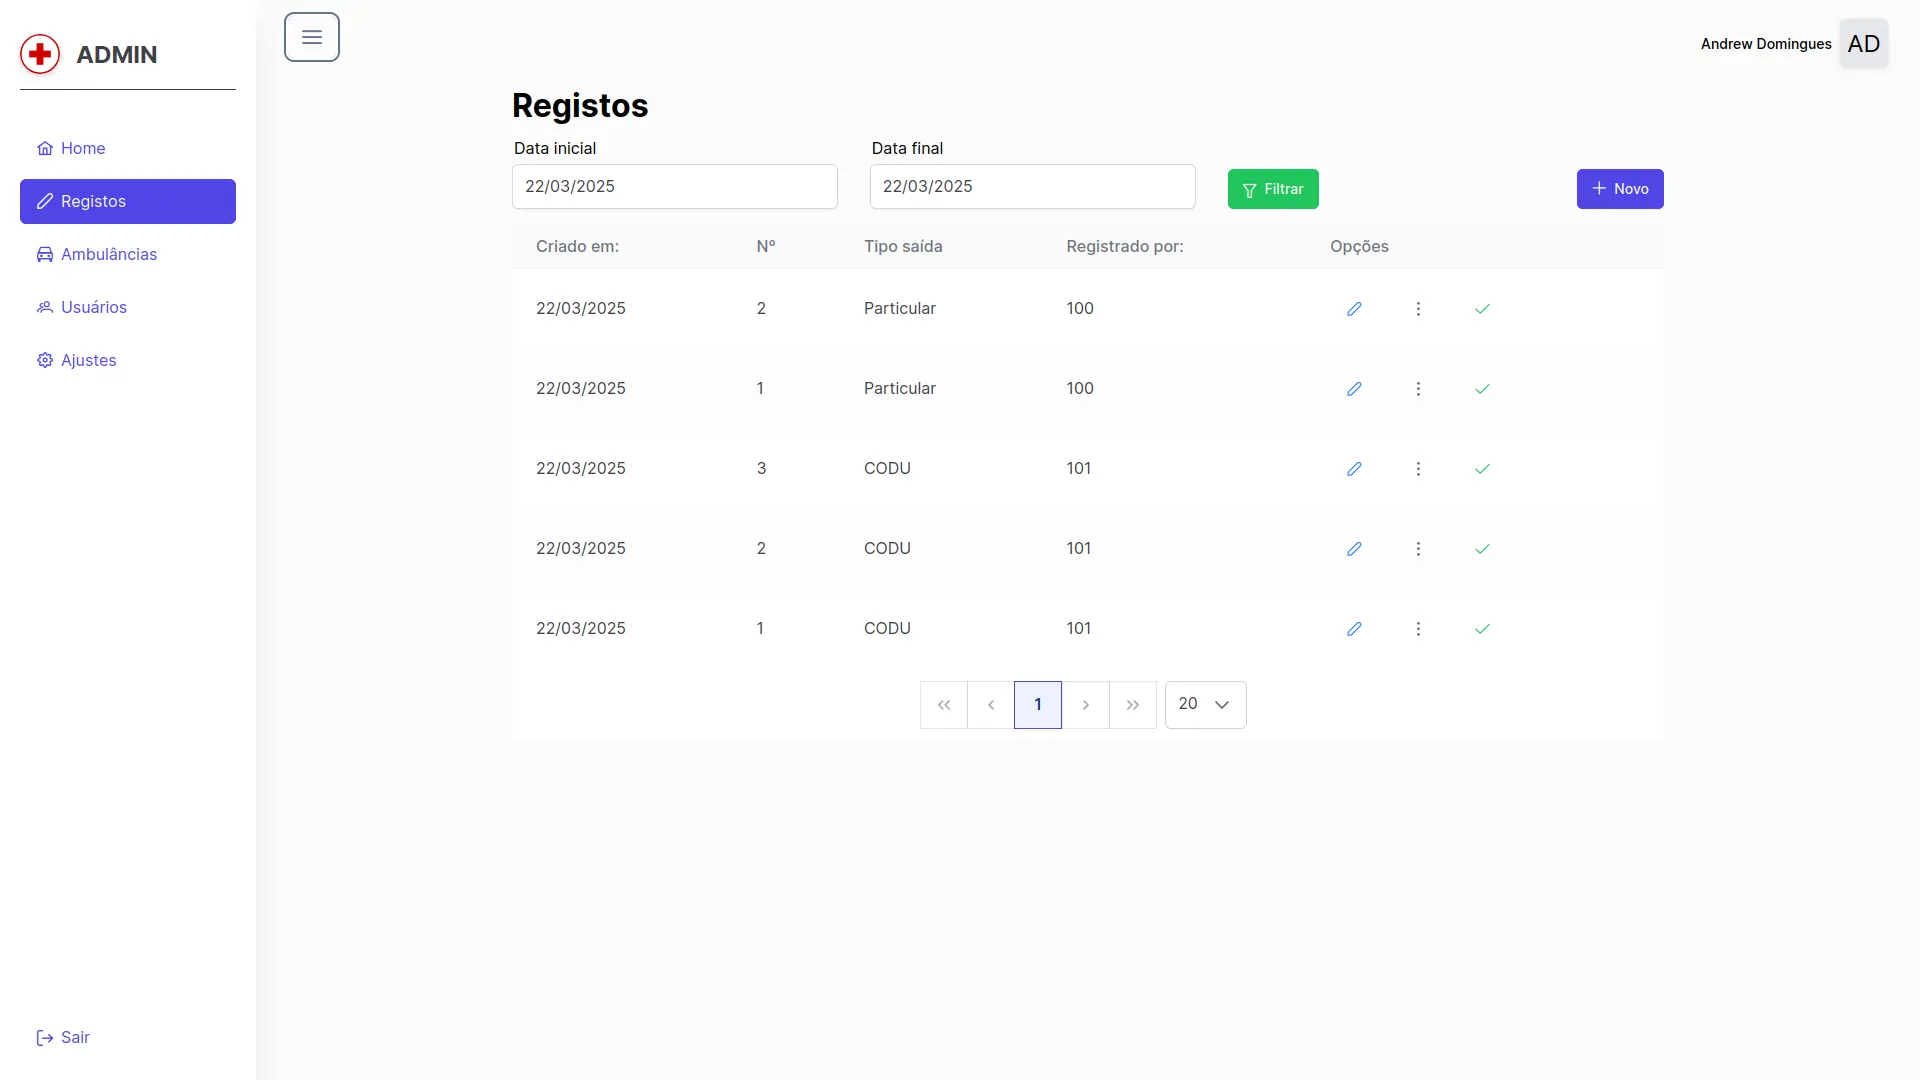 ADMIN
Home
Registos
Ambulâncias
Usuários
Ajustes
Sair
Andrew Domingues AD
Registos
Data inicial Data final
22/03/2025 22/03/2025 Filtrar Novo
Criado em: Nº Tipo saída Registrado por: Opções
22/03/2025 2 Particular 100
22/03/2025 1 Particular 100
22/03/2025 3 CODU 101
22/03/2025 2 CODU 101
22/03/2025 1 CODU 101
1 20